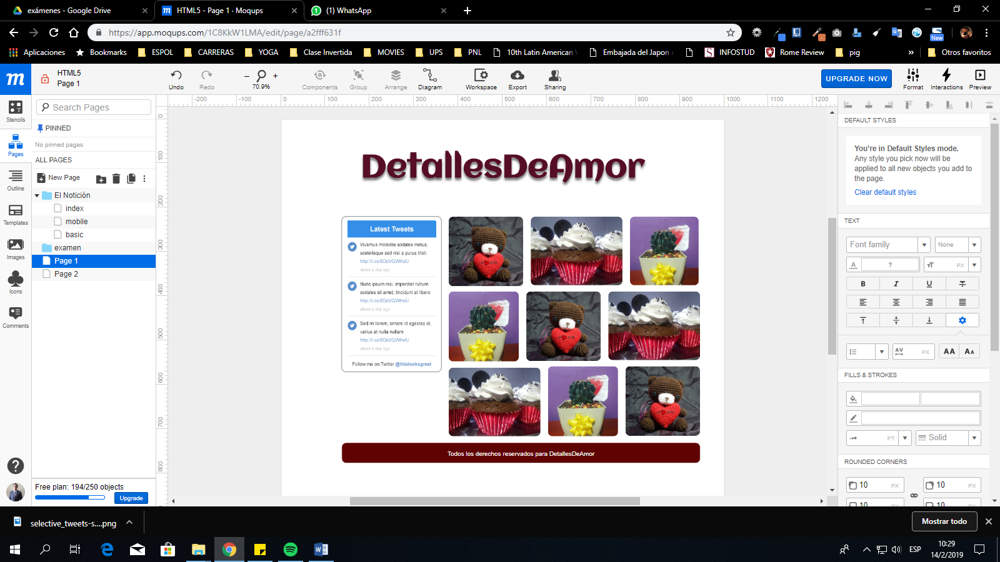 exámenes - Google Drive
HTML5 - Page 1 · Moqups
(1) WhatsApp
https://app.moqups.com/1C8KkW1LMA/edit/page/a2fff631f
New
Aplicaciones
Bookmarks
ESPOL
CARRERAS
YOGA
Clase Invertida
MOVIES
UPS
PNL
10th Latin American
Embajada del Japon
INFOSTUD
Rome Review
pig
»
Otros favoritos
m
HTML5
Page 1
Undo
Redo
70.9%
Components
Group
Arrange
Diagram
Workspace
Export
Sharing
UPGRADE NOW
Format
Interactions
Preview
Stencils
Pages
Outline
Templates
Images
Icons
Comments
Search Pages
PINNED
No pinned pages
ALL PAGES
New Page
El Notición
index
mobile
basic
examen
Page 1
Page 2
Free plan: 194/250 objects
Upgrade
-200 -100 0 100 200 300 400 500 600 700 800 900 1000 1100 1200
0
100
200
300
400
500
600
700
800
DetallesDeAmor
Latest Tweets
Vivamus molestie sodales metus,
scelerisque sed nisi a purus tristi
http://t.co/8DoVQWHofJ
about a day ago
Nunc ipsum nisi, imperdiet rutrum
sodales sit amet, tincidunt at libero
http://t.co/8DoVQWHofJ
about a day ago
Sed mi lorem, ornare id egestas id,
varius at nulla nullam
http://t.co/8DoVQWHofJ
about a day ago
Follow me on Twitter @thislooksgreat
Todos los derechos reservados para DetallesDeAmor
DEFAULT STYLES
You're in Default Styles mode.
Any style you pick now will be
applied to all new objects you add to
the page.
Clear default styles
TEXT
Font family
None
A
?
TT
PX
B I U T
AV
PX
AA AA
FILLS & STROKES
PT
Solid
ROUNDED CORNERS
10 PX
10 PX
10
10
selective_tweets-s....png
Mostrar todo
ESP
10:29
14/2/2019